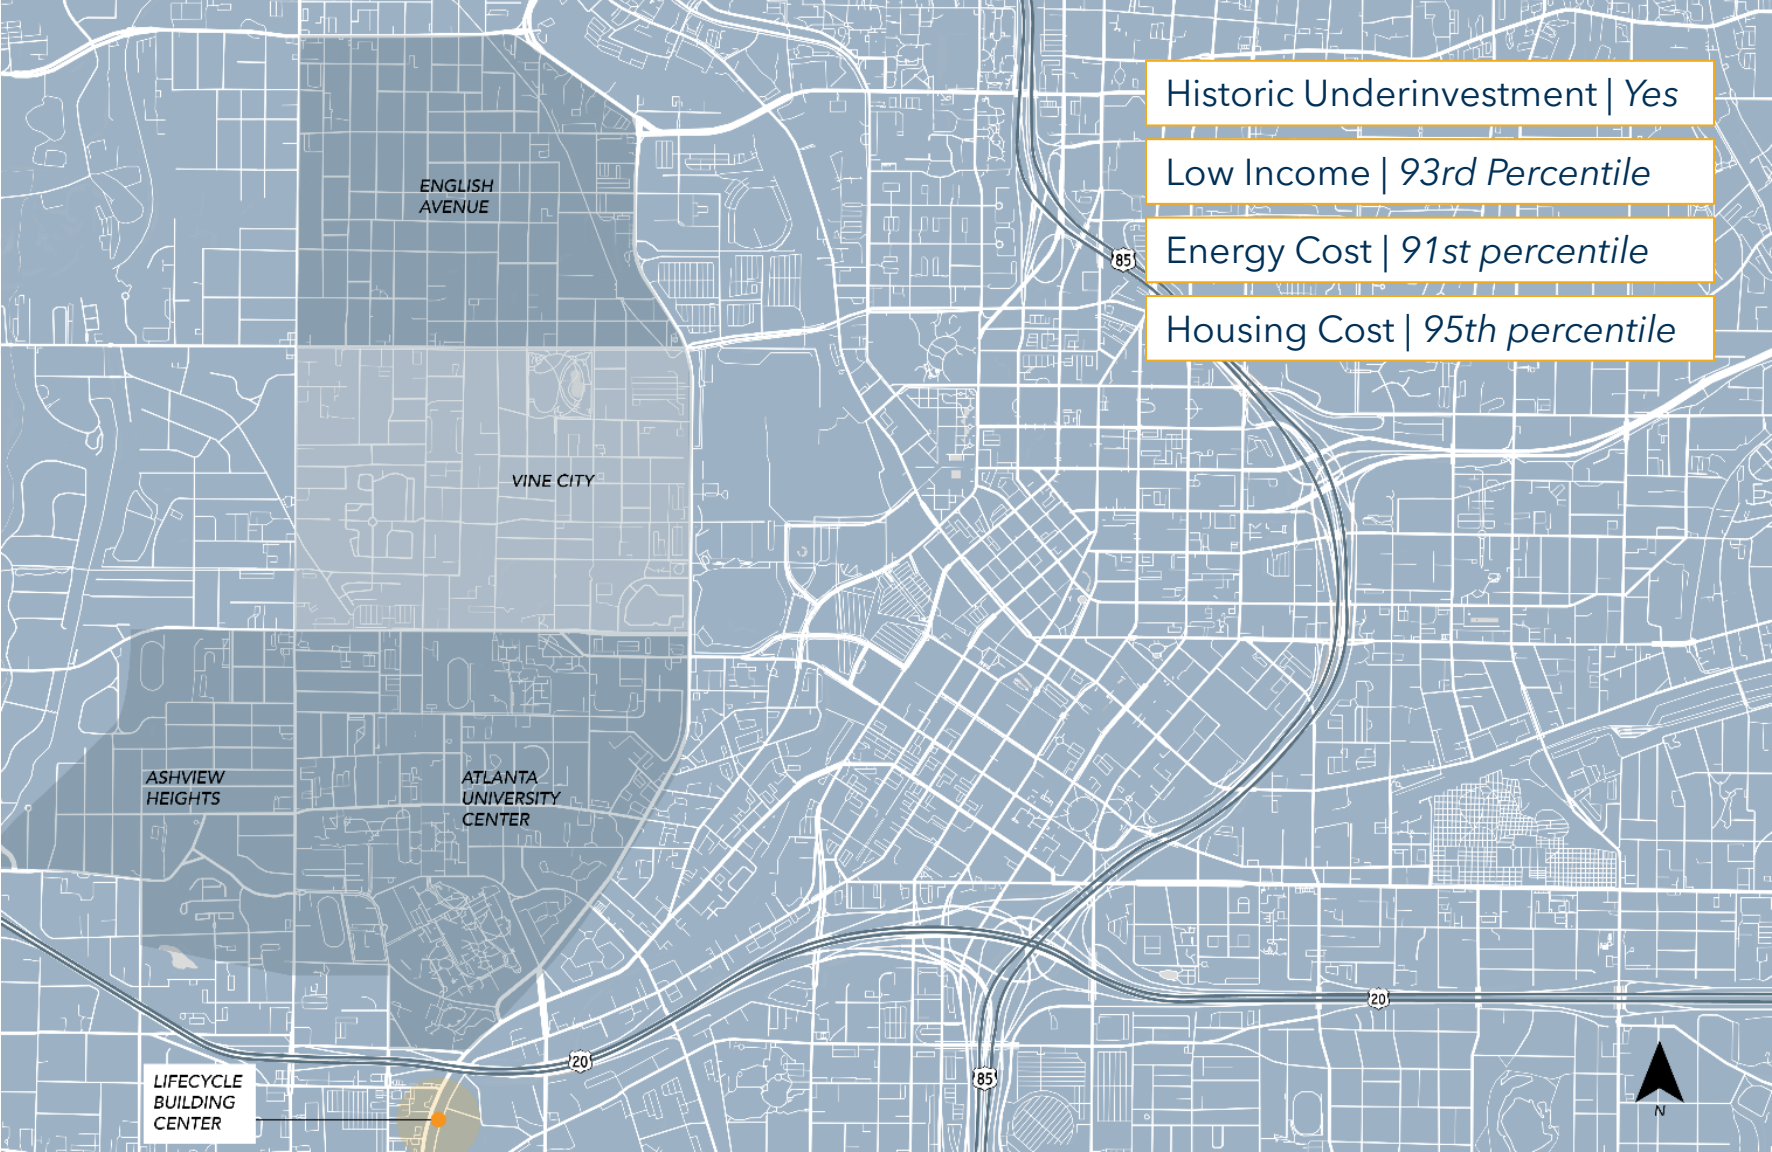 Historic Underinvestment | Yes
Low Income | 93rd Percentile
Energy Cost | 91st percentile
Housing Cost | 95th percentile
ENGLISH
AVENUE
85
VINE CITY
ASHVIEW
HEIGHTS
ATLANTA
UNIVERSITY
CENTER
20
20
85
LIFECYCLE
BUILDING
CENTER
N